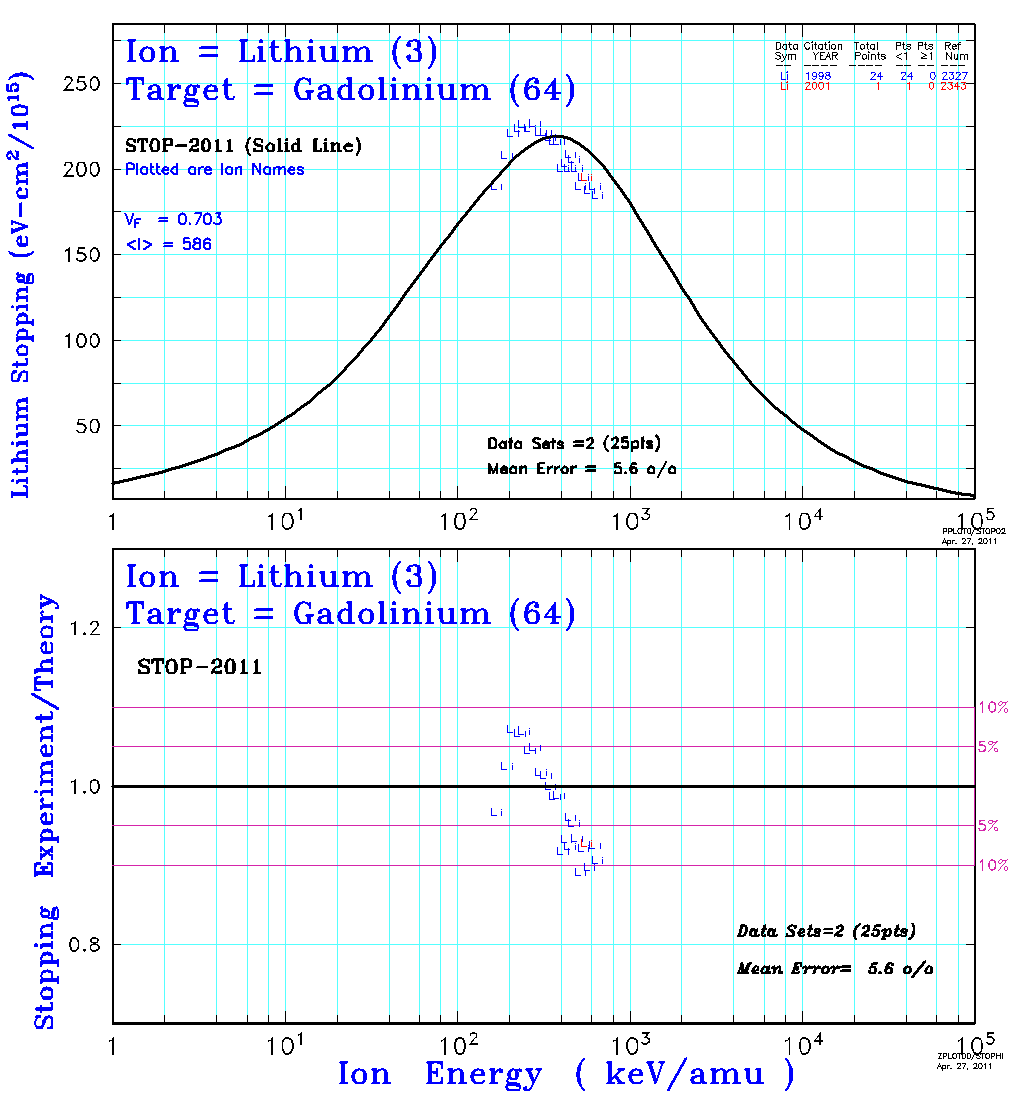 Ion = Lithium (3)
Target = Gadolinium (64)
STOP-2011 (Solid Line)
Plotted are Ion Names
VF = 0.703
<I> = 586
Data Citation Total Pts Pts Ref
Sym YEAR Points <1 ≥1 Num
Li 1998 24 24 0 2327
Li 2001 1 1 0 2343
Lithium Stopping (eV-cm²/10¹⁵)
250
200
150
100
50
Data Sets =2 (25pts)
Mean Error = 5.6 o/o
1 10¹ 10² 10³ 10⁴ 10⁵
PPLOT0/STOP02
Apr. 27, 2011
Ion = Lithium (3)
Target = Gadolinium (64)
STOP-2011
Stopping Experiment/Theory
1.2
1.0
0.8
10%
5%
5%
10%
Data Sets=2 (25pts)
Mean Error= 5.6 o/o
1 10¹ 10² 10³ 10⁴ 10⁵
Ion Energy ( keV/amu )
ZPLOT0D/STOPHI
Apr. 27, 2011